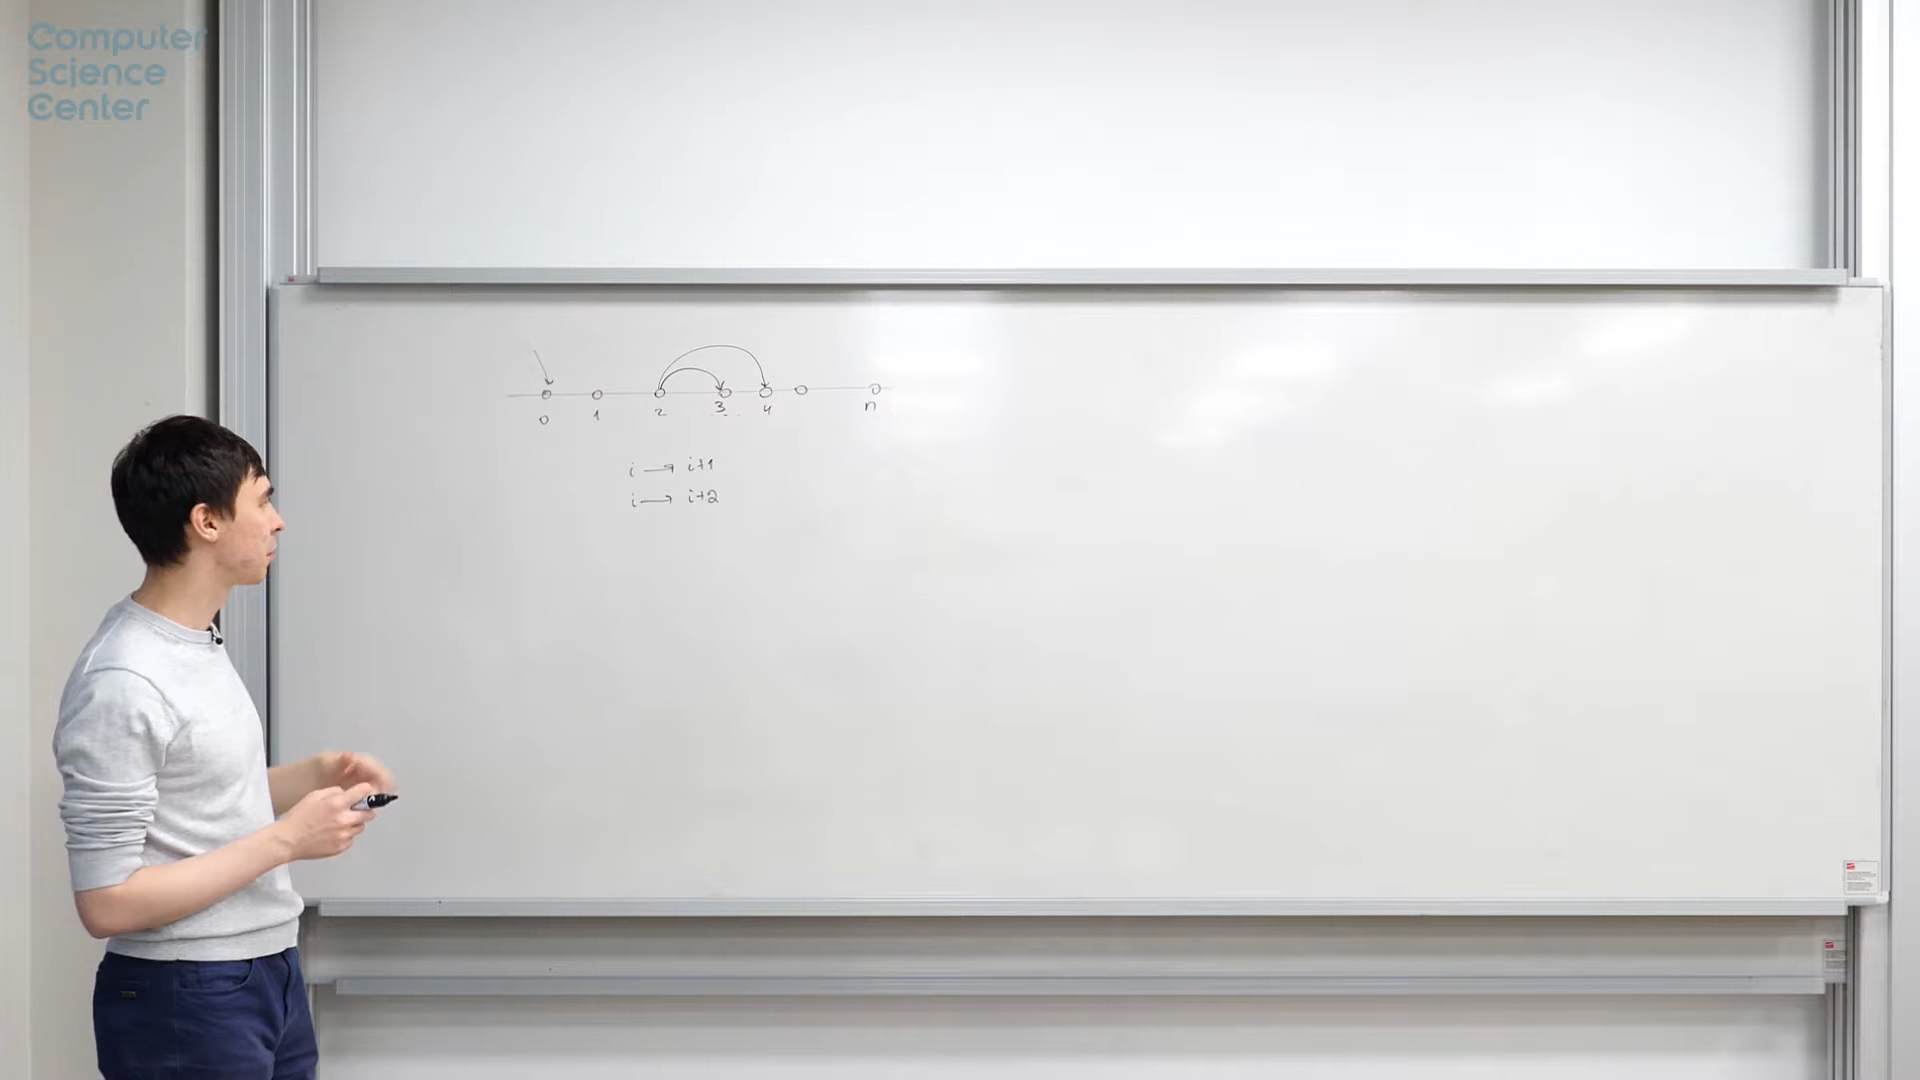 Computer
Science
Center
0 1 2 3 4 n
i → i+1
i → i+2